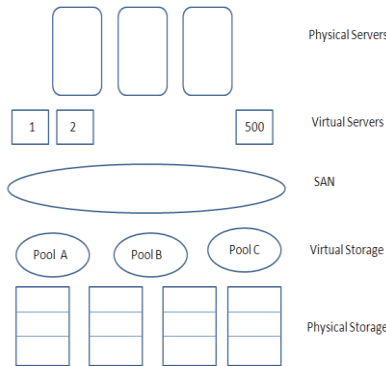 Physical Servers
1 2 500 Virtual Servers
SAN
Pool A Pool B Pool C Virtual Storage
Physical Storage